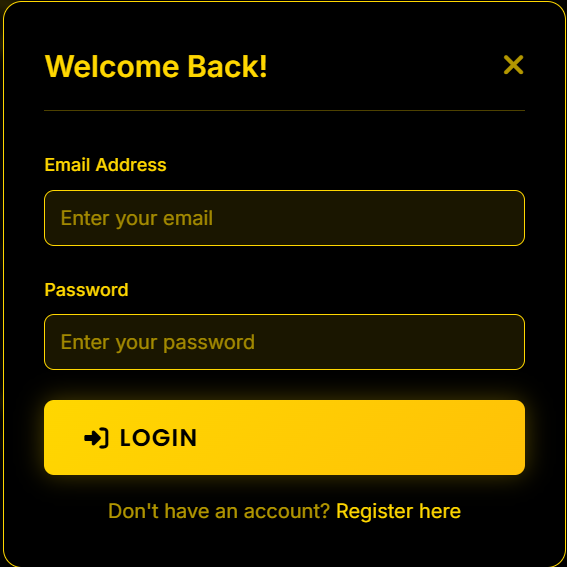 Welcome Back!
Email Address
Enter your email
Password
Enter your password
LOGIN
Don't have an account? Register here